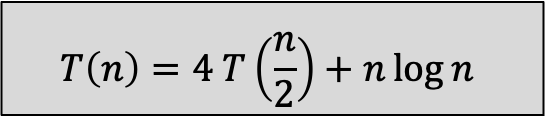 T(n) = 4 T (n/2) + n log n